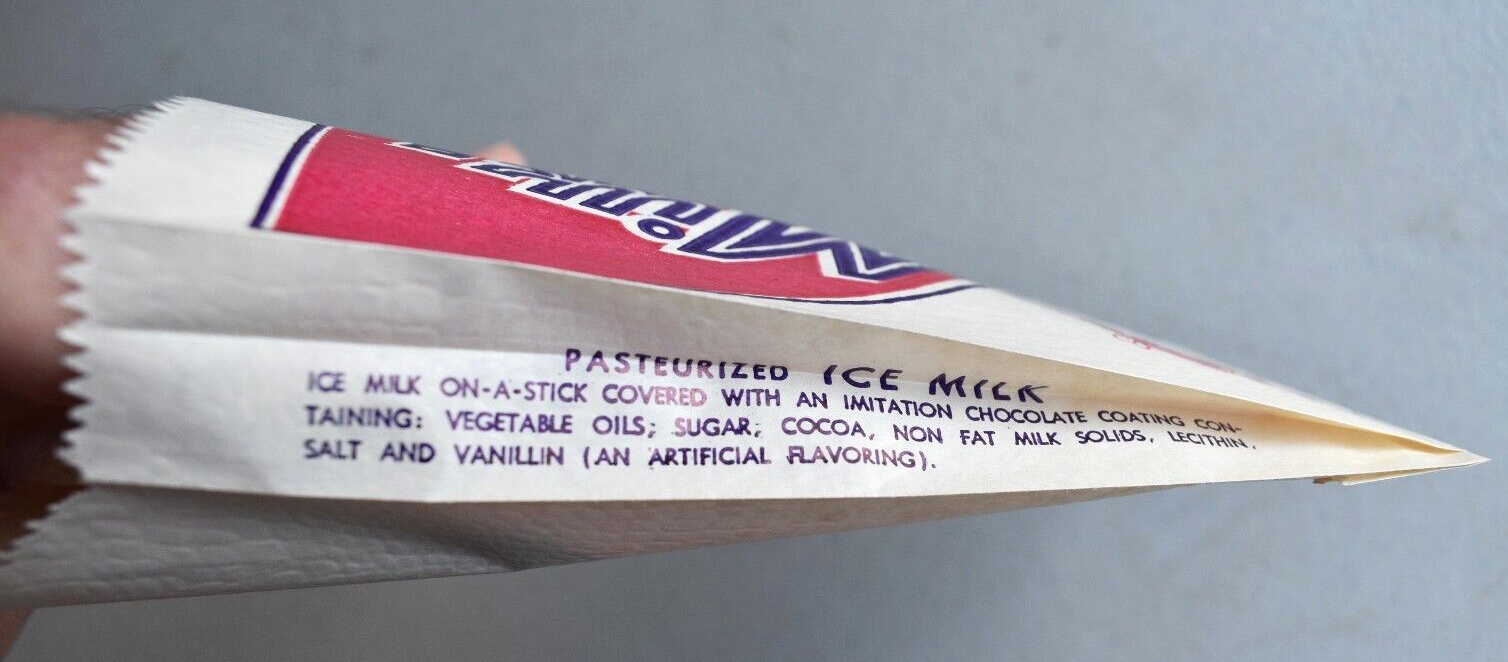 PASTEURIZED ICE MILK
ICE MILK ON-A-STICK COVERED WITH AN IMITATION CHOCOLATE COATING CON-
TAINING: VEGETABLE OILS; SUGAR; COCOA, NON FAT MILK SOLIDS, LECITHIN,
SALT AND VANILLIN (AN ARTIFICIAL FLAVORING).